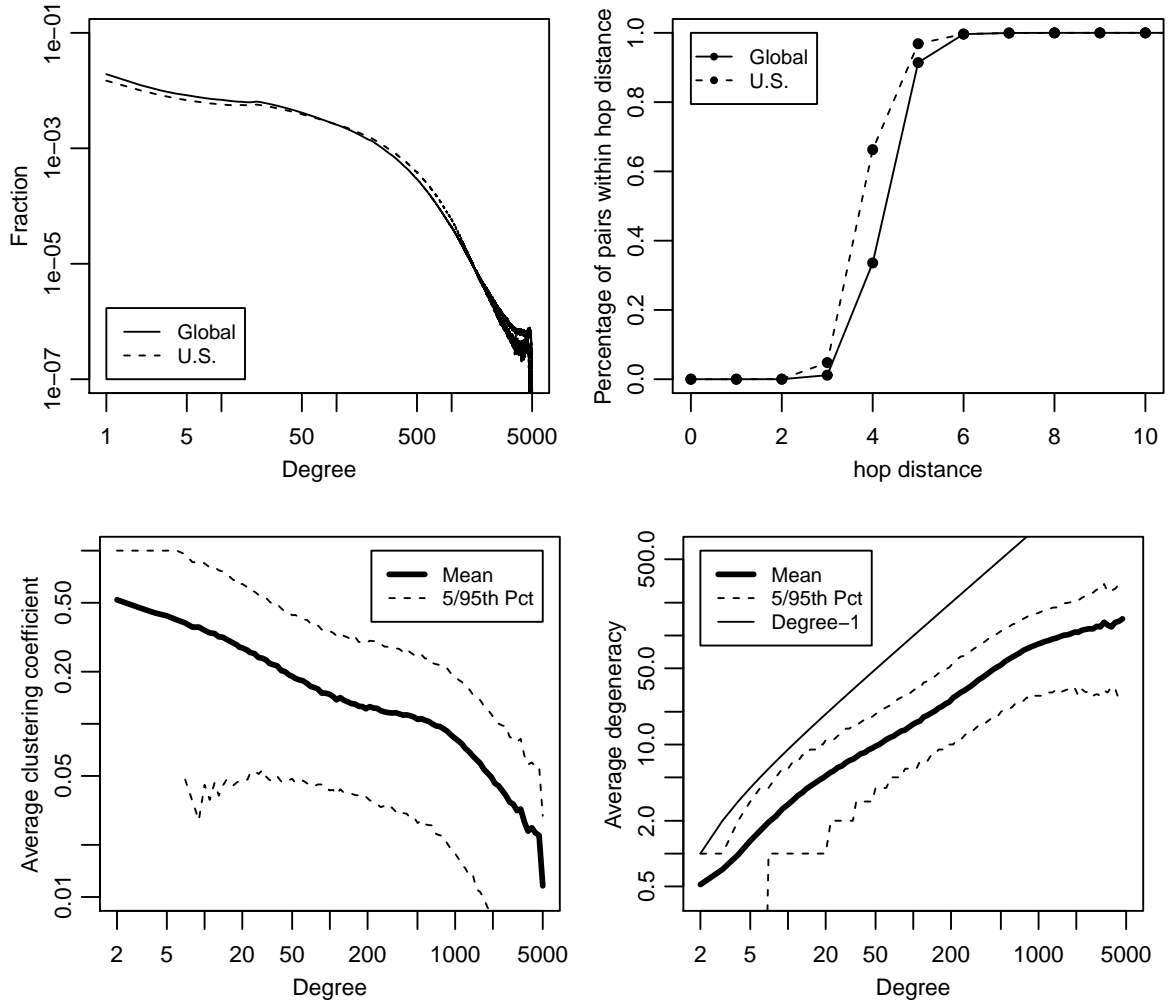 1e−01
1e−03
1e−05
1e−07
Fraction
Global
U.S.
1
5
50
500
5000
Degree
1.0
0.8
0.6
0.4
0.2
0.0
Percentage of pairs within hop distance
Global
U.S.
0
2
4
6
8
10
hop distance
0.50
0.20
0.05
0.01
Average clustering coefficient
Mean
5/95th Pct
2
5
20
50
200
1000
5000
Degree
500.0
50.0
10.0
2.0
0.5
Average degeneracy
Mean
5/95th Pct
Degree−1
2
5
20
50
200
1000
5000
Degree